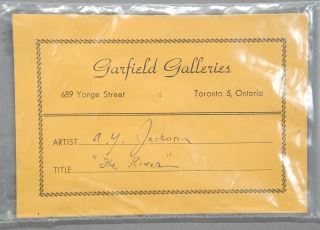 Garfield Galleries
689 Yonge Street :: Toronto 5, Ontario
ARTIST A.Y. Jackson
TITLE "The River"